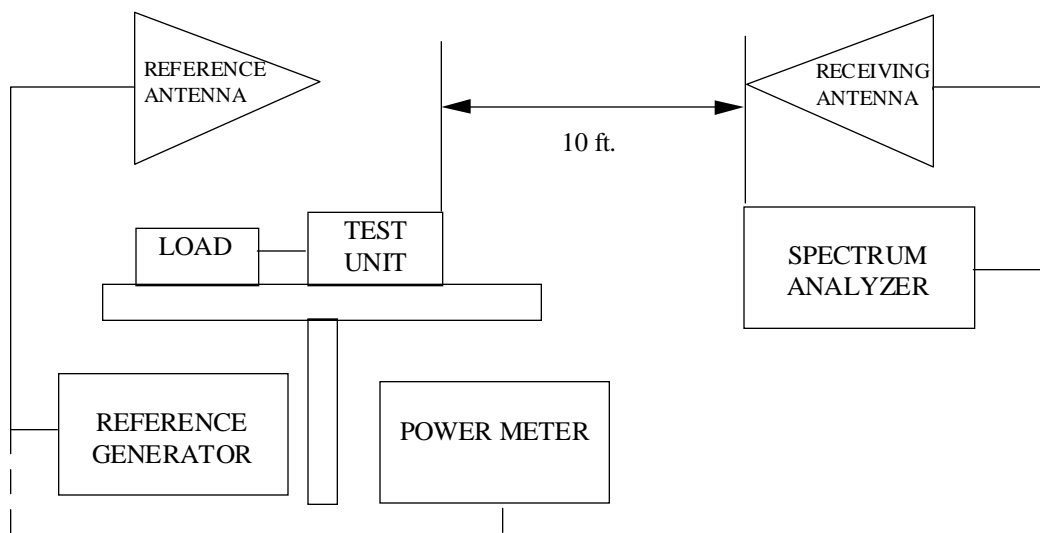 REFERENCE
ANTENNA
RECEIVING
ANTENNA
10 ft.
LOAD
TEST
UNIT
SPECTRUM
ANALYZER
REFERENCE
GENERATOR
POWER METER